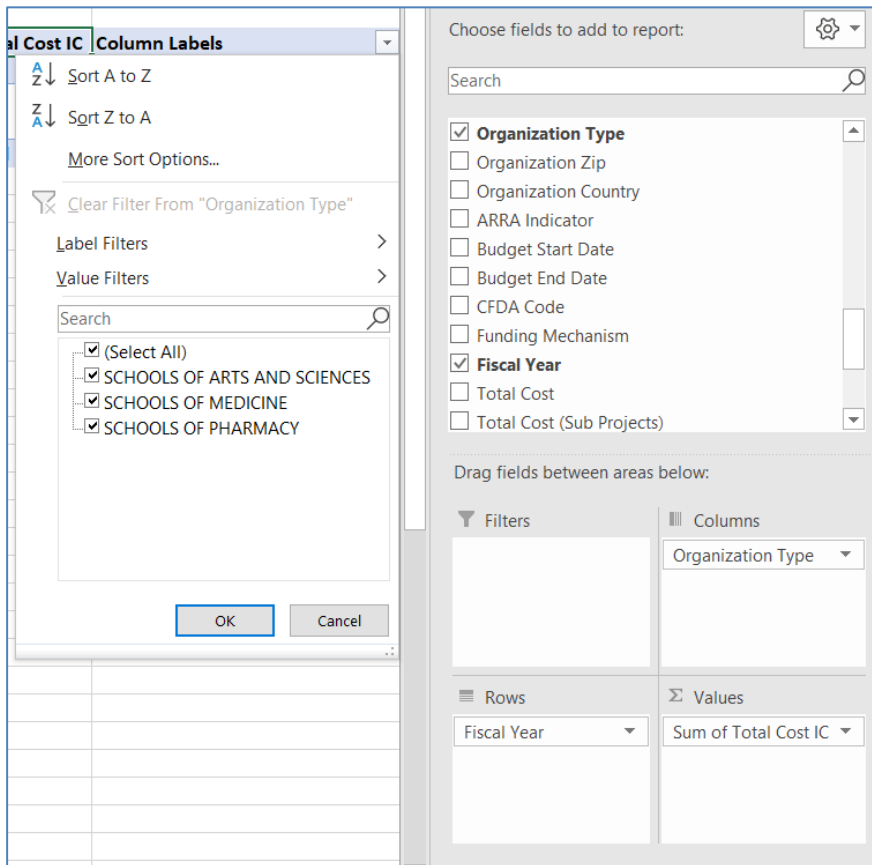 al Cost IC Column Labels
Sort A to Z
Sort Z to A
More Sort Options...
Clear Filter From "Organization Type"
Label Filters
Value Filters
Search
(Select All)
SCHOOLS OF ARTS AND SCIENCES
SCHOOLS OF MEDICINE
SCHOOLS OF PHARMACY
OK Cancel
Choose fields to add to report:
Search
Organization Type
Organization Zip
Organization Country
ARRA Indicator
Budget Start Date
Budget End Date
CFDA Code
Funding Mechanism
Fiscal Year
Total Cost
Total Cost (Sub Projects)
Drag fields between areas below:
Filters
Columns
Organization Type
Rows
Fiscal Year
Σ Values
Sum of Total Cost IC